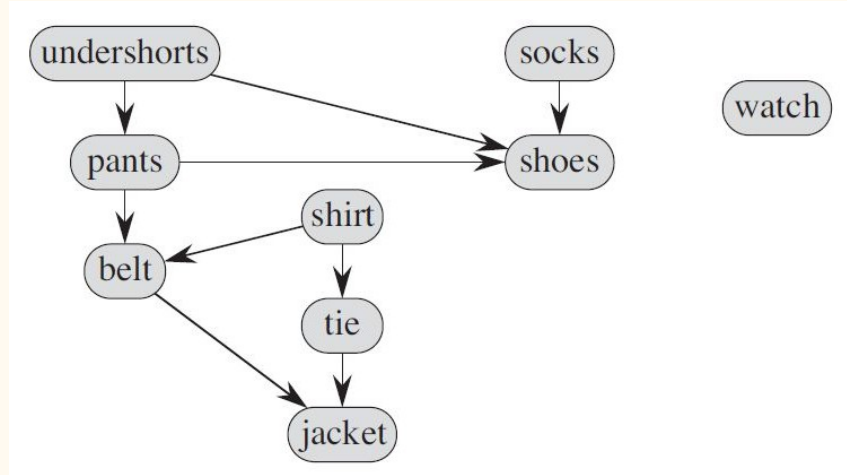 undershorts
socks
watch
pants
shoes
shirt
belt
tie
jacket